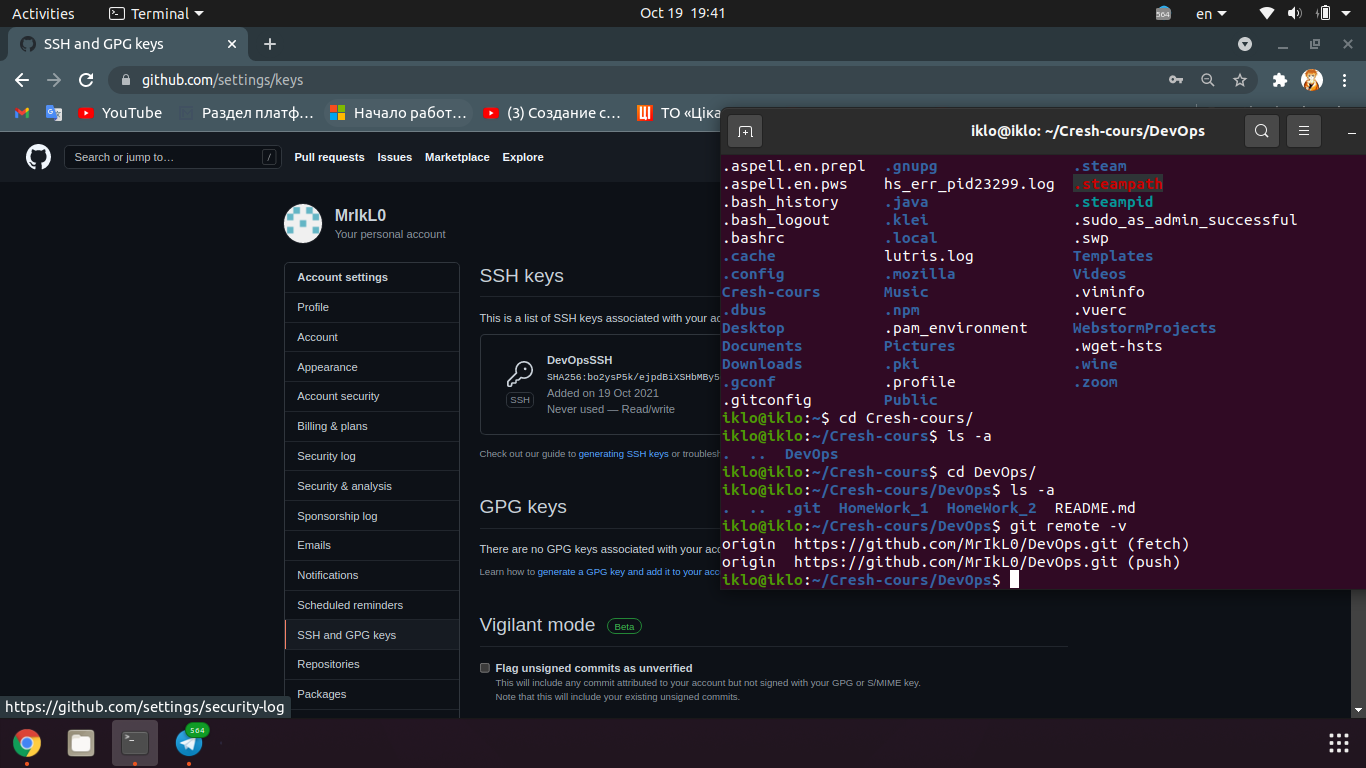 Activities Terminal Oct 19 19:41 564 en
SSH and GPG keys
github.com/settings/keys
YouTube Раздел платф… Начало работ… (3) Создание с… ТО «Ціка
Search or jump to… / Pull requests Issues Marketplace Explore
MrIkL0
Your personal account
Account settings
Profile
Account
Appearance
Account security
Billing & plans
Security log
Security & analysis
Sponsorship log
Emails
Notifications
Scheduled reminders
SSH and GPG keys
Repositories
Packages
SSH keys
This is a list of SSH keys associated with your ac
DevOpsSSH
SHA256:bo2ysP5k/ejpdBiXSHbMBy5
SSH
Added on 19 Oct 2021
Never used — Read/write
Check out our guide to generating SSH keys or troublesh
GPG keys
There are no GPG keys associated with your acc
Learn how to generate a GPG key and add it to your acc
Vigilant mode Beta
Flag unsigned commits as unverified
This will include any commit attributed to your account but not signed with your GPG or S/MIME key.
Note that this will include your existing unsigned commits.
iklo@iklo: ~/Cresh-cours/DevOps
.aspell.en.prepl .gnupg .steam
.aspell.en.pws hs_err_pid23299.log .steampath
.bash_history .java .steampid
.bash_logout .klei .sudo_as_admin_successful
.bashrc .local .swp
.cache lutris.log Templates
.config .mozilla Videos
Cresh-cours Music .viminfo
.dbus .npm .vuerc
Desktop .pam_environment WebstormProjects
Documents Pictures .wget-hsts
Downloads .pki .wine
.gconf .profile .zoom
.gitconfig Public
iklo@iklo:~$ cd Cresh-cours/
iklo@iklo:~/Cresh-cours$ ls -a
. .. DevOps
iklo@iklo:~/Cresh-cours$ cd DevOps/
iklo@iklo:~/Cresh-cours/DevOps$ ls -a
. .. .git HomeWork_1 HomeWork_2 README.md
iklo@iklo:~/Cresh-cours/DevOps$ git remote -v
origin https://github.com/MrIkL0/DevOps.git (fetch)
origin https://github.com/MrIkL0/DevOps.git (push)
iklo@iklo:~/Cresh-cours/DevOps$
https://github.com/settings/security-log
564